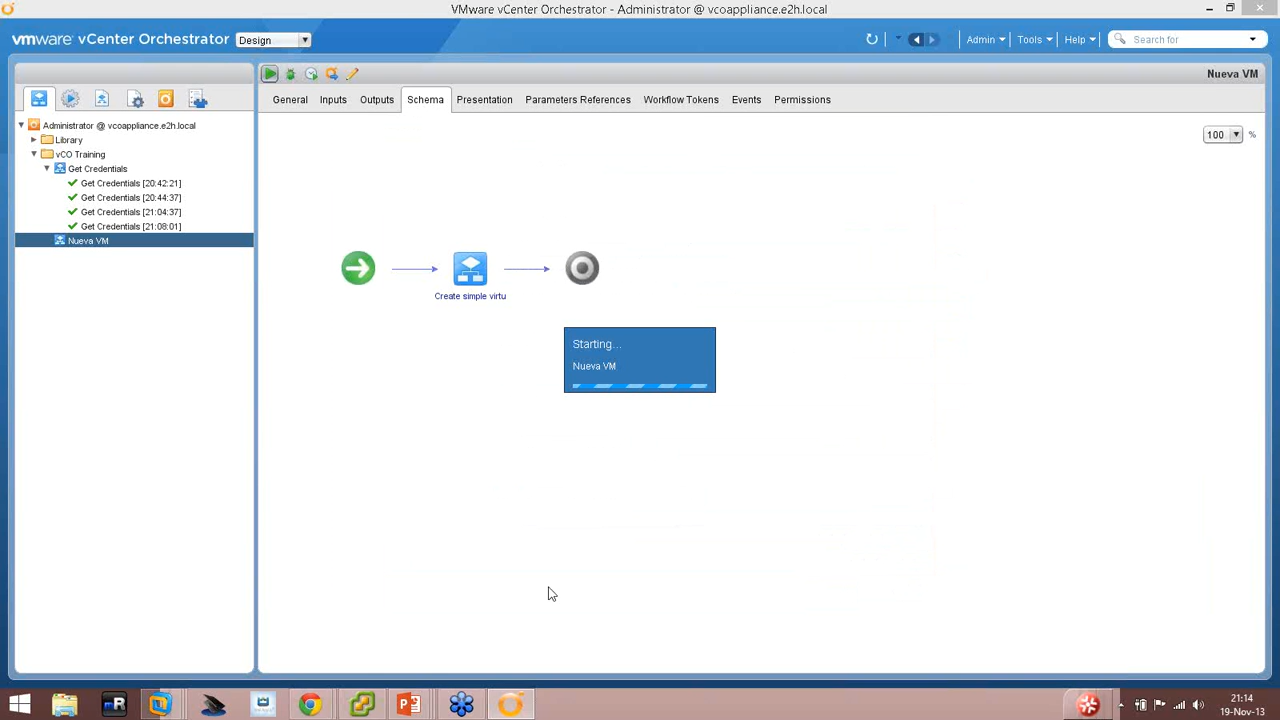 VMware vCenter Orchestrator - Administrator @ vcoappliance.e2h.local
vmware vCenter Orchestrator
Design
Admin
Tools
Help
Search for
Nueva VM
General
Inputs
Outputs
Schema
Presentation
Parameters References
Workflow Tokens
Events
Permissions
Administrator @ vcoappliance.e2h.local
Library
vCO Training
Get Credentials
Get Credentials [20:42:21]
Get Credentials [20:44:37]
Get Credentials [21:04:37]
Get Credentials [21:08:01]
Nueva VM
100 %
Create simple virtu
Starting...
Nueva VM
mR
21:14
19-Nov-13